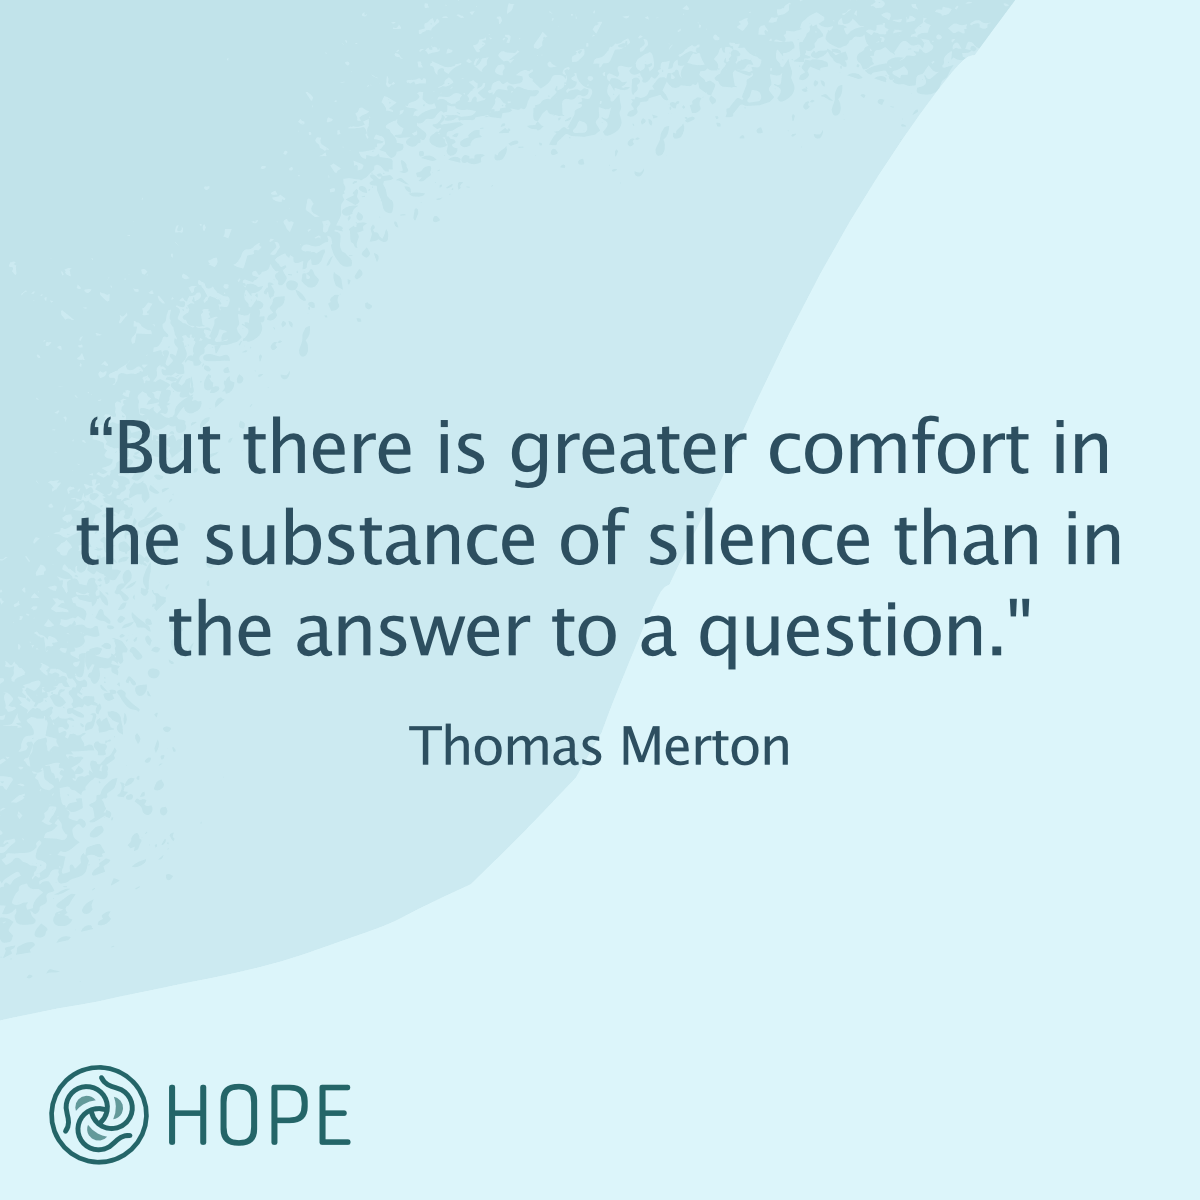 “But there is greater comfort in
the substance of silence than in
the answer to a question."
Thomas Merton
HOPE